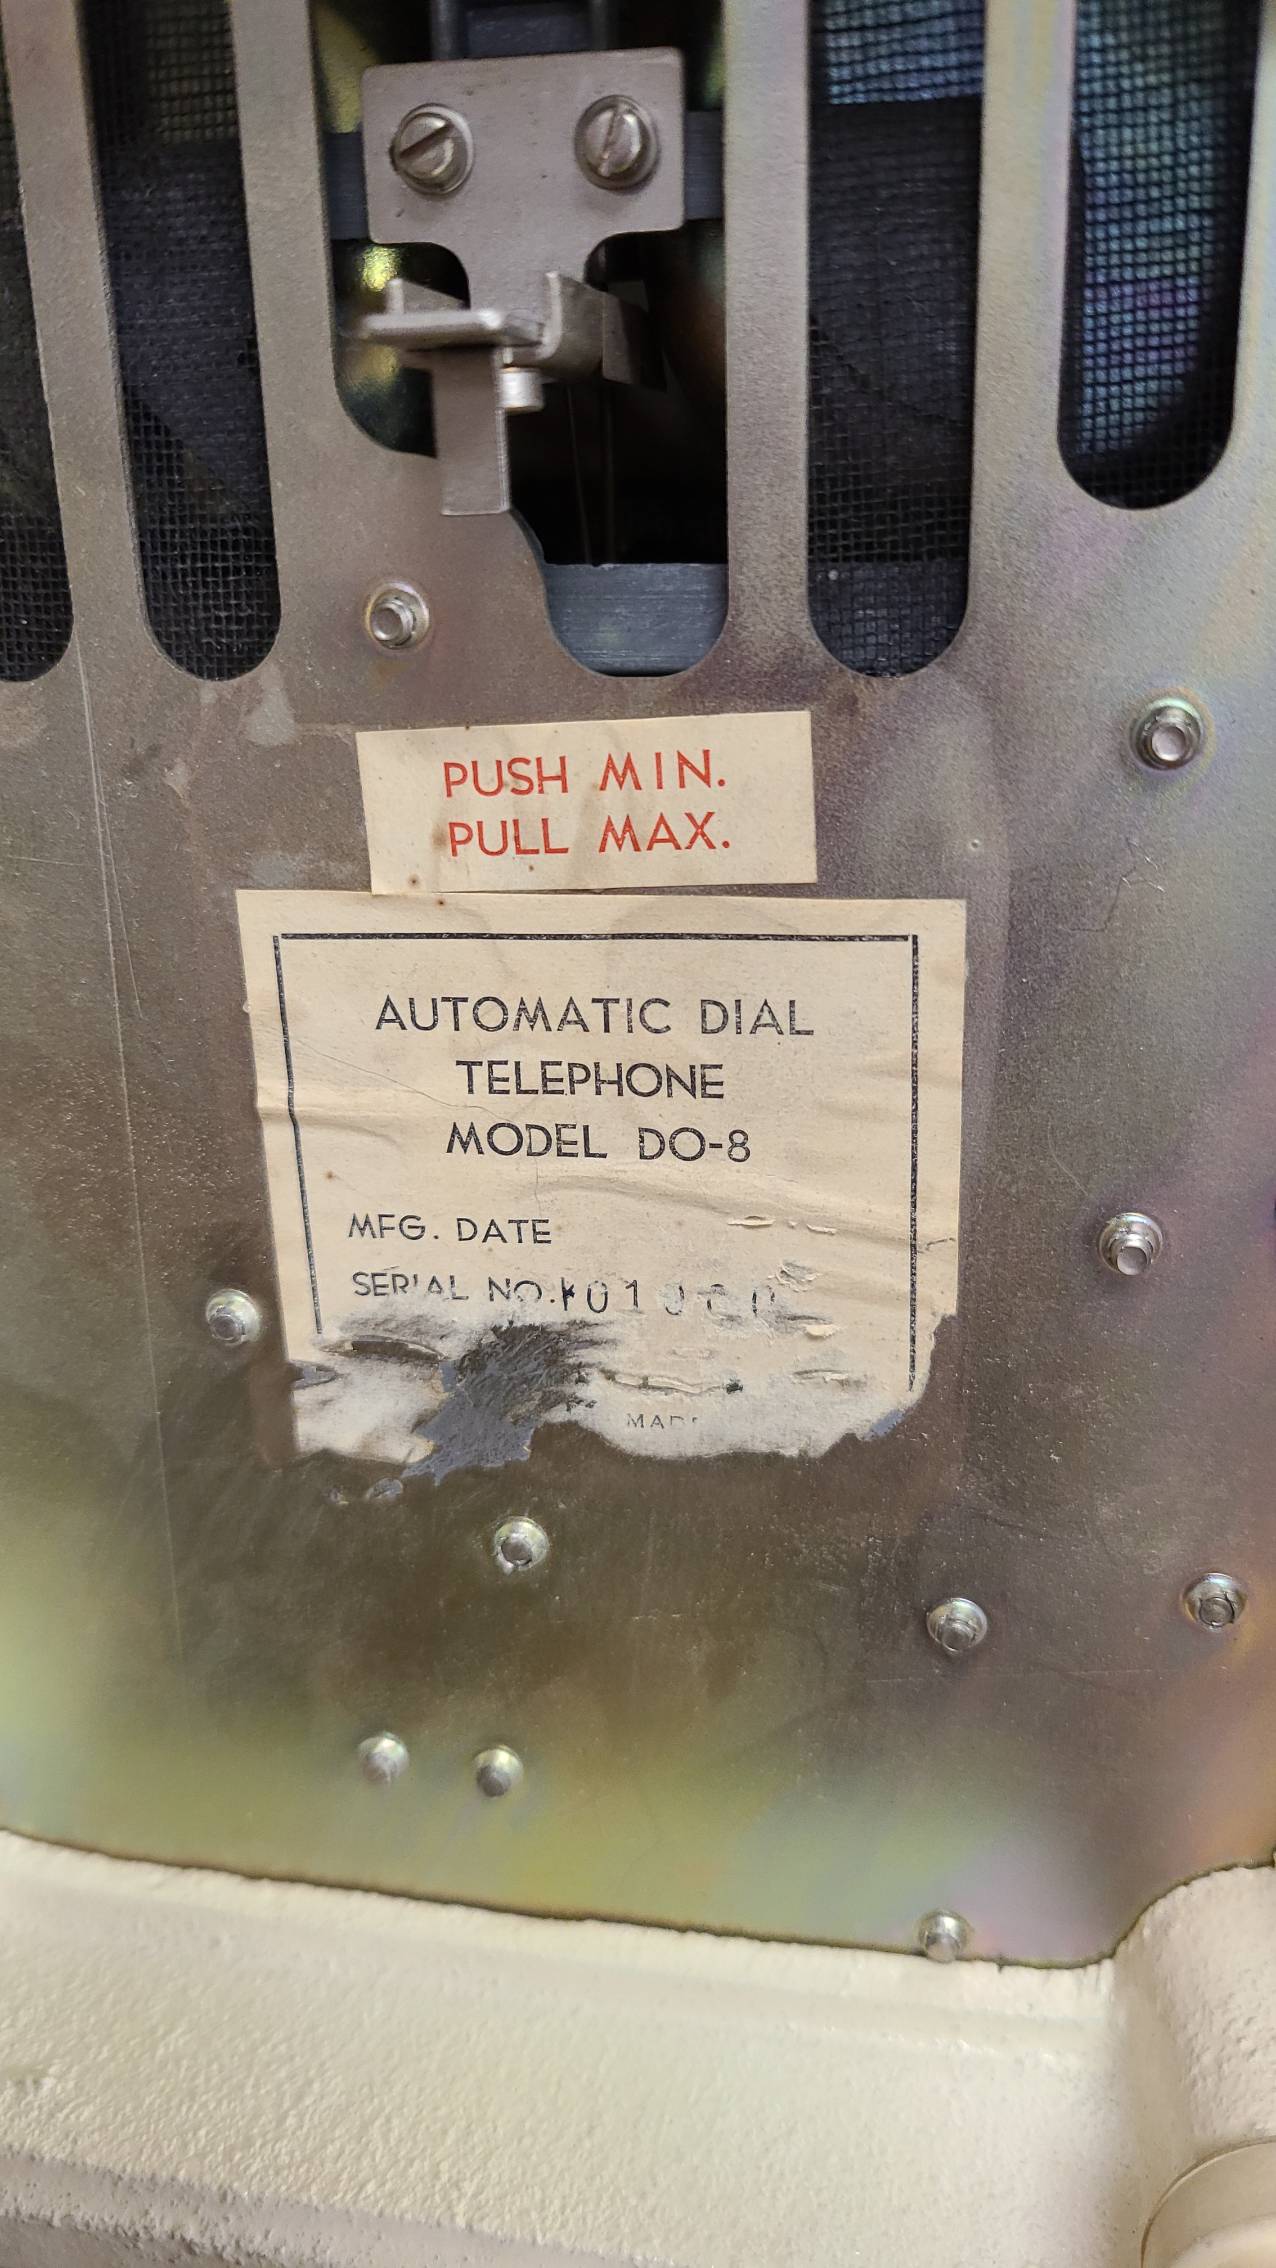 PUSH MIN.
PULL MAX.
AUTOMATIC DIAL
TELEPHONE
MODEL DO-8
MFG. DATE
SERIAL NO.